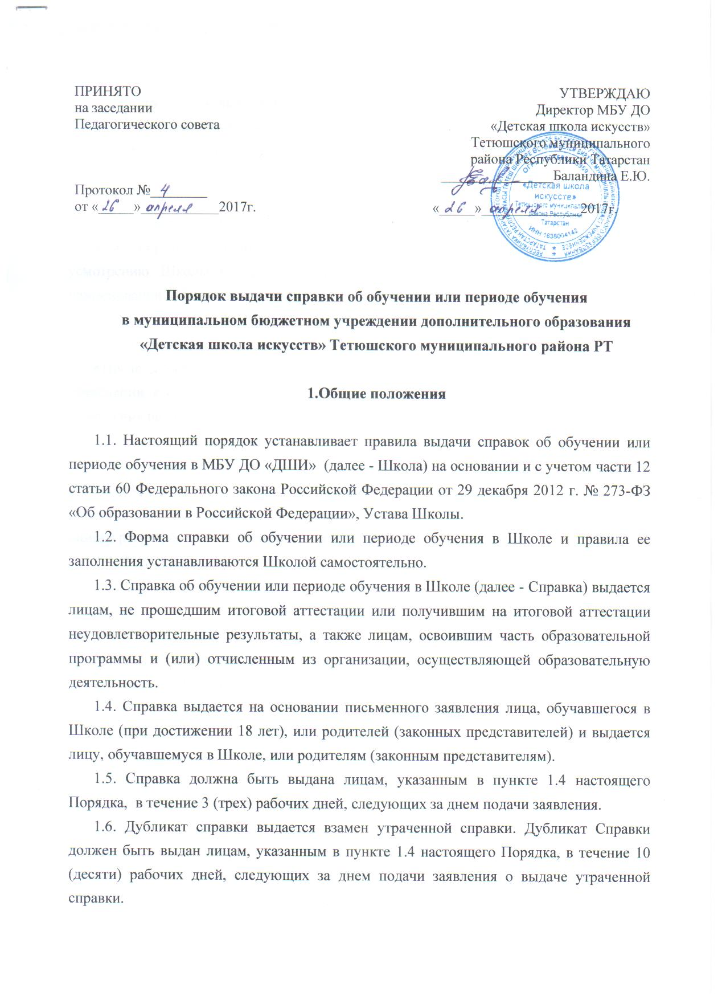 ПРИНЯТО
на заседании
Педагогического совета
Протокол № 4
от « 26 » апреля 2017г.
УТВЕРЖДАЮ
Директор МБУ ДО
«Детская школа искусств»
Тетюшского муниципального
района Республики Татарстан
Баландина Е.Ю.
« 26 » апреля 2017г.
«Детская школа
искусств»
Тетюшского муниципального
района Республики
Татарстан
ИНН 1638004142
Порядок выдачи справки об обучении или периоде обучения
в муниципальном бюджетном учреждении дополнительного образования
«Детская школа искусств» Тетюшского муниципального района РТ
1.Общие положения
1.1. Настоящий порядок устанавливает правила выдачи справок об обучении или
периоде обучения в МБУ ДО «ДШИ» (далее - Школа) на основании и с учетом части 12
статьи 60 Федерального закона Российской Федерации от 29 декабря 2012 г. № 273-ФЗ
«Об образовании в Российской Федерации», Устава Школы.
1.2. Форма справки об обучении или периоде обучения в Школе и правила ее
заполнения устанавливаются Школой самостоятельно.
1.3. Справка об обучении или периоде обучения в Школе (далее - Справка) выдается
лицам, не прошедшим итоговой аттестации или получившим на итоговой аттестации
неудовлетворительные результаты, а также лицам, освоившим часть образовательной
программы и (или) отчисленным из организации, осуществляющей образовательную
деятельность.
1.4. Справка выдается на основании письменного заявления лица, обучавшегося в
Школе (при достижении 18 лет), или родителей (законных представителей) и выдается
лицу, обучавшемуся в Школе, или родителям (законным представителям).
1.5. Справка должна быть выдана лицам, указанным в пункте 1.4 настоящего
Порядка, в течение 3 (трех) рабочих дней, следующих за днем подачи заявления.
1.6. Дубликат справки выдается взамен утраченной справки. Дубликат Справки
должен быть выдан лицам, указанным в пункте 1.4 настоящего Порядка, в течение 10
(десяти) рабочих дней, следующих за днем подачи заявления о выдаче утраченной
справки.